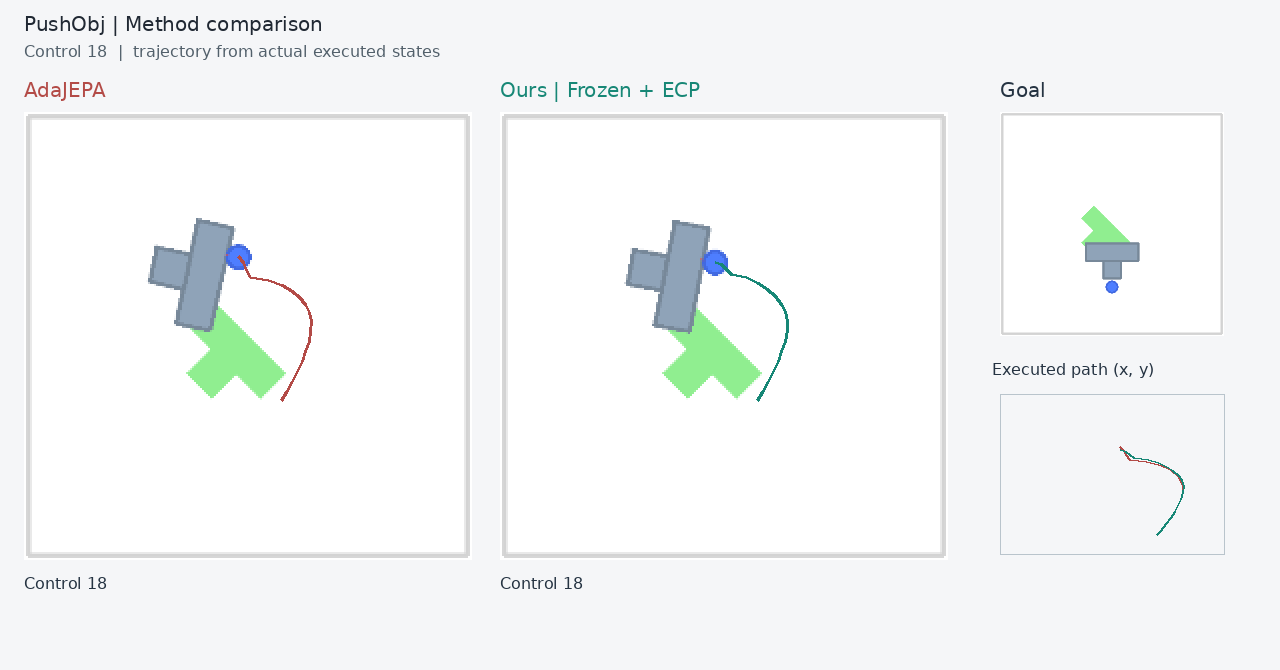 PushObj | Method comparison
Control 18 | trajectory from actual executed states
AdaJEPA
Ours | Frozen + ECP
Goal
Executed path (x, y)
Control 18
Control 18